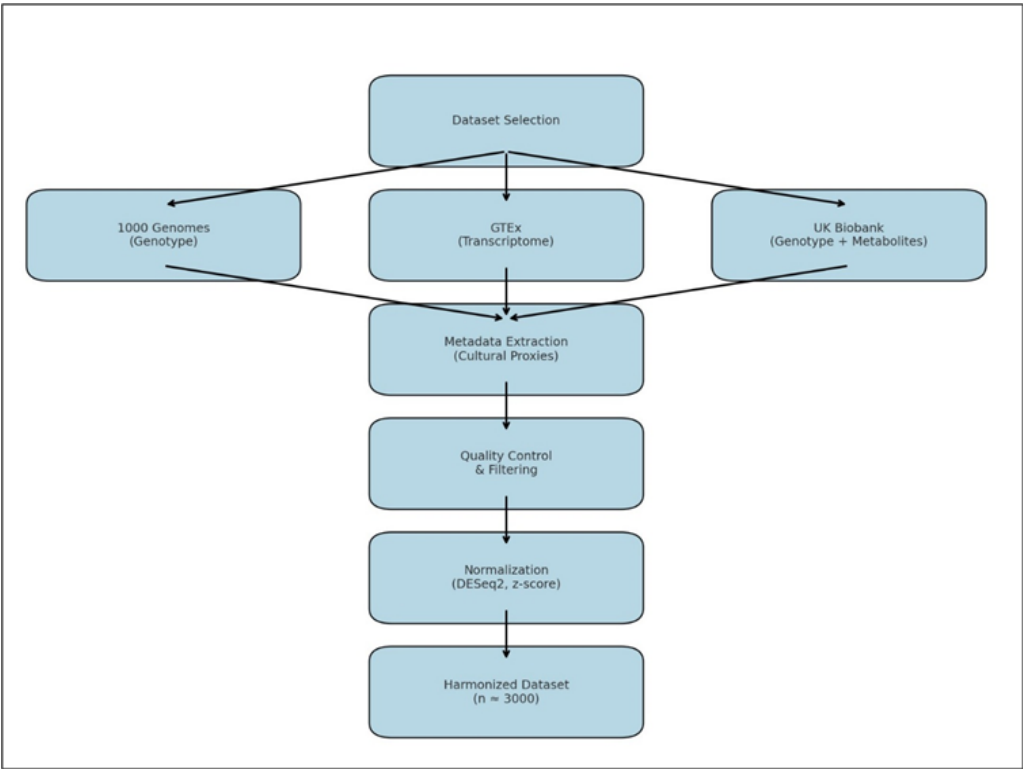 Dataset Selection
1000 Genomes
(Genotype)
GTEx
(Transcriptome)
UK Biobank
(Genotype + Metabolites)
Metadata Extraction
(Cultural Proxies)
Quality Control
& Filtering
Normalization
(DESeq2, z-score)
Harmonized Dataset
(n ≈ 3000)